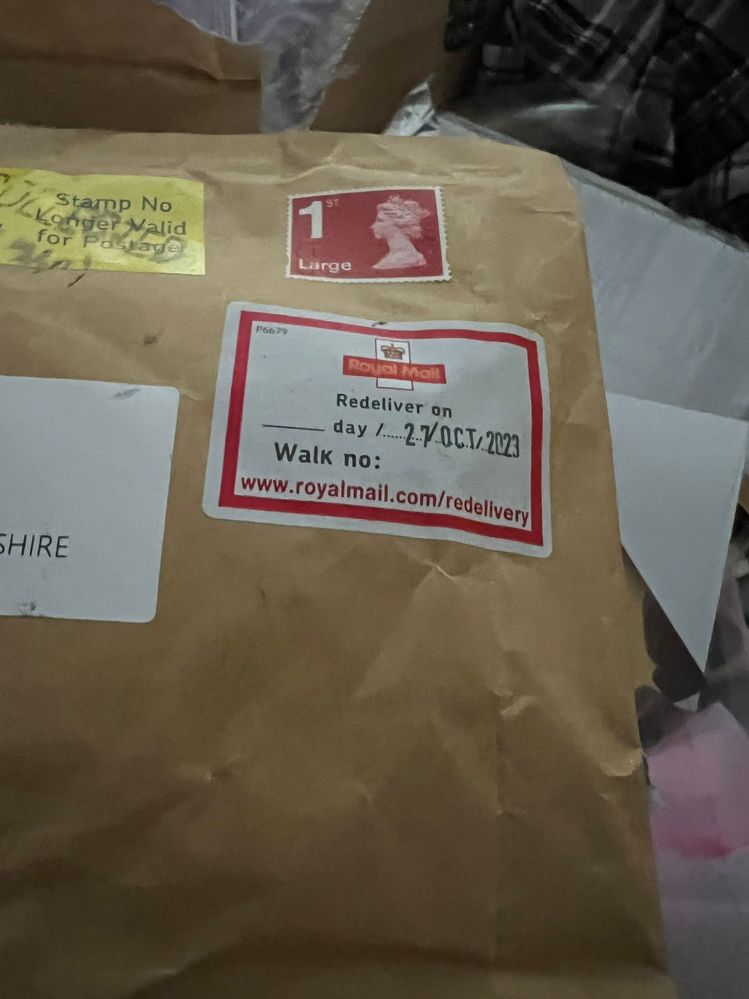 Stamp No
Longer Valid
for Postage
1ST
Large
P6679
Royal Mail
Redeliver on
day / 27/OCT/2023
Walk no:
www.royalmail.com/redelivery
SHIRE